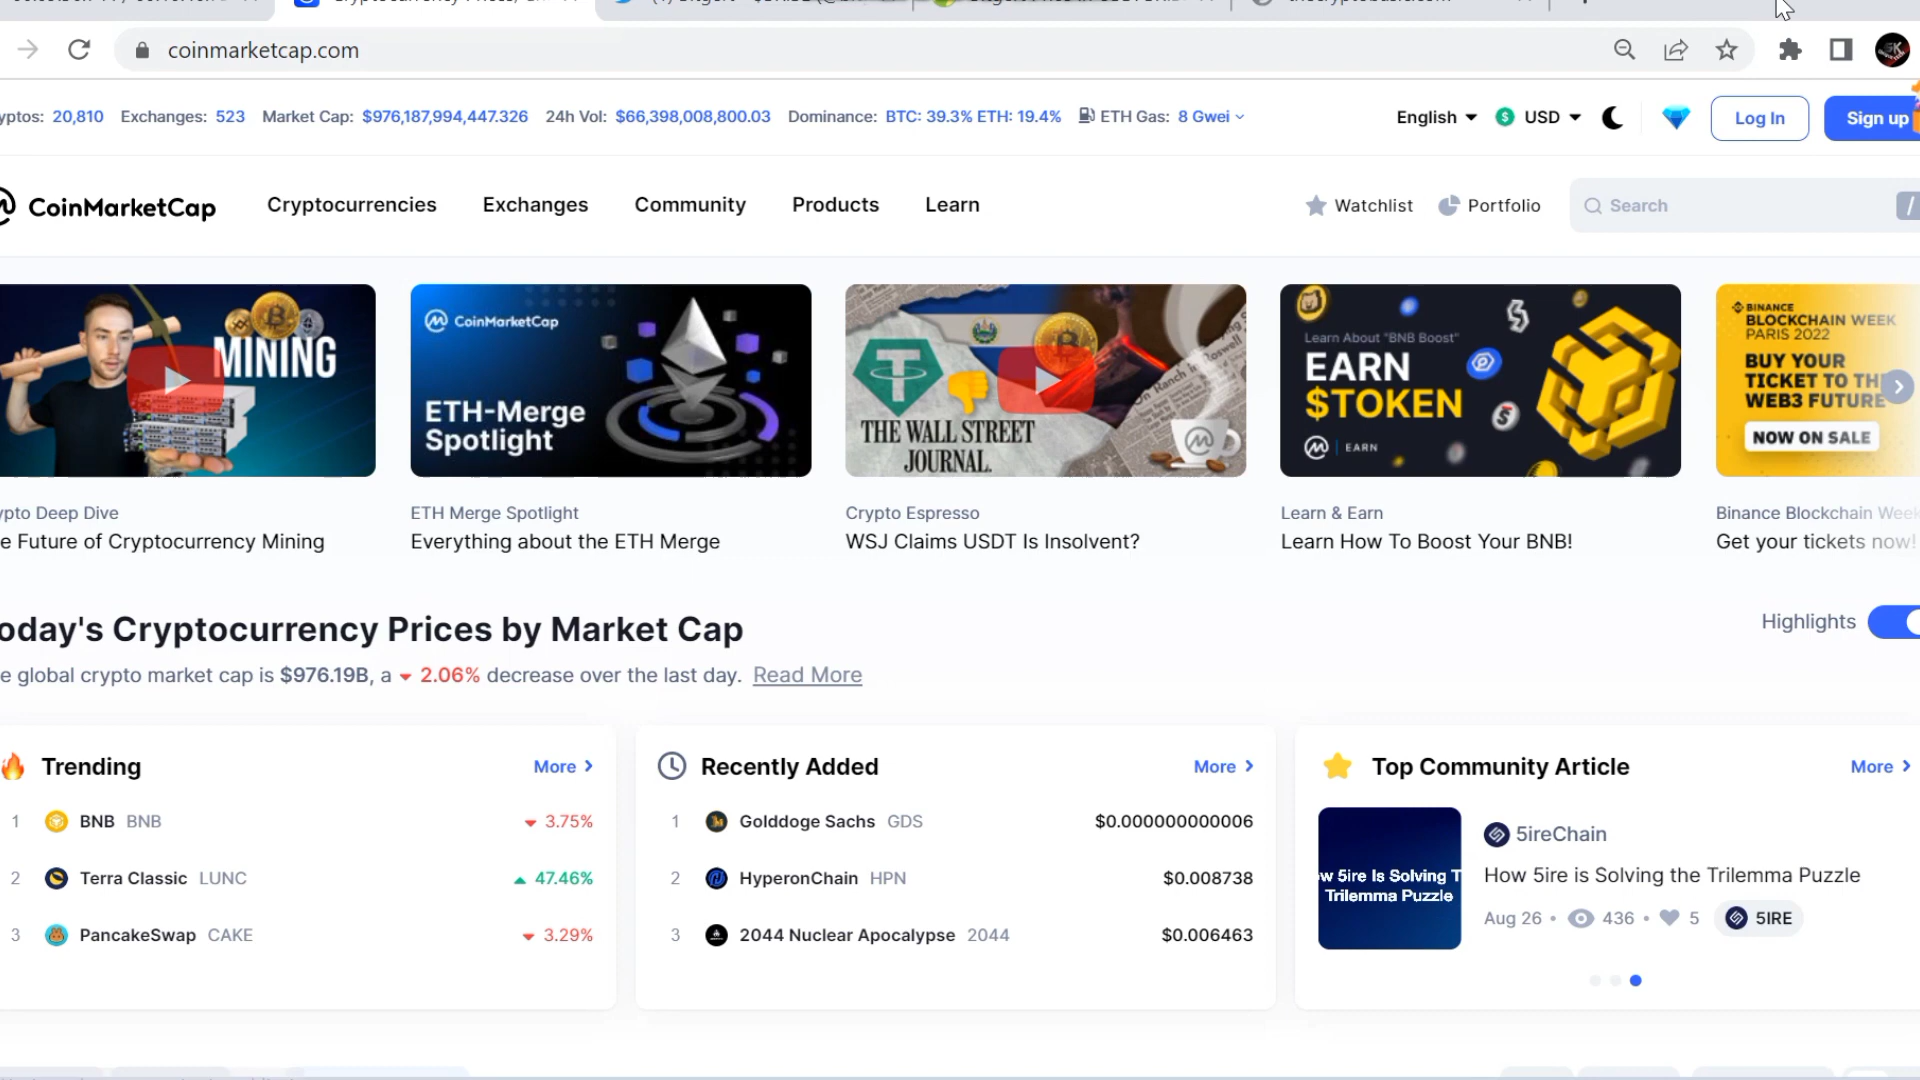 coinmarketcap.com
yptos: 20,810 Exchanges: 523 Market Cap: $976,187,994,447.326 24h Vol: $66,398,008,800.03 Dominance: BTC: 39.3% ETH: 19.4% ETH Gas: 8 Gwei English USD Log In Sign up
CoinMarketCap Cryptocurrencies Exchanges Community Products Learn Watchlist Portfolio Search /
MINING
CoinMarketCap
ETH-Merge
Spotlight
THE WALL STREET
JOURNAL.
Learn About "BNB Boost"
EARN
$TOKEN
EARN
BINANCE
BLOCKCHAIN WEEK
PARIS 2022
BUY YOUR
TICKET TO THE
WEB3 FUTURE
NOW ON SALE
ypto Deep Dive
e Future of Cryptocurrency Mining
ETH Merge Spotlight
Everything about the ETH Merge
Crypto Espresso
WSJ Claims USDT Is Insolvent?
Learn & Earn
Learn How To Boost Your BNB!
Binance Blockchain Week
Get your tickets now!
oday's Cryptocurrency Prices by Market Cap
Highlights
e global crypto market cap is $976.19B, a 2.06% decrease over the last day. Read More
Trending More
1 BNB BNB 3.75%
2 Terra Classic LUNC 47.46%
3 PancakeSwap CAKE 3.29%
Recently Added More
1 Golddoge Sachs GDS $0.000000000006
2 HyperonChain HPN $0.008738
3 2044 Nuclear Apocalypse 2044 $0.006463
Top Community Article More
w 5ire Is Solving T
Trilemma Puzzle
5ireChain
How 5ire is Solving the Trilemma Puzzle
Aug 26 • 436 • 5 5IRE